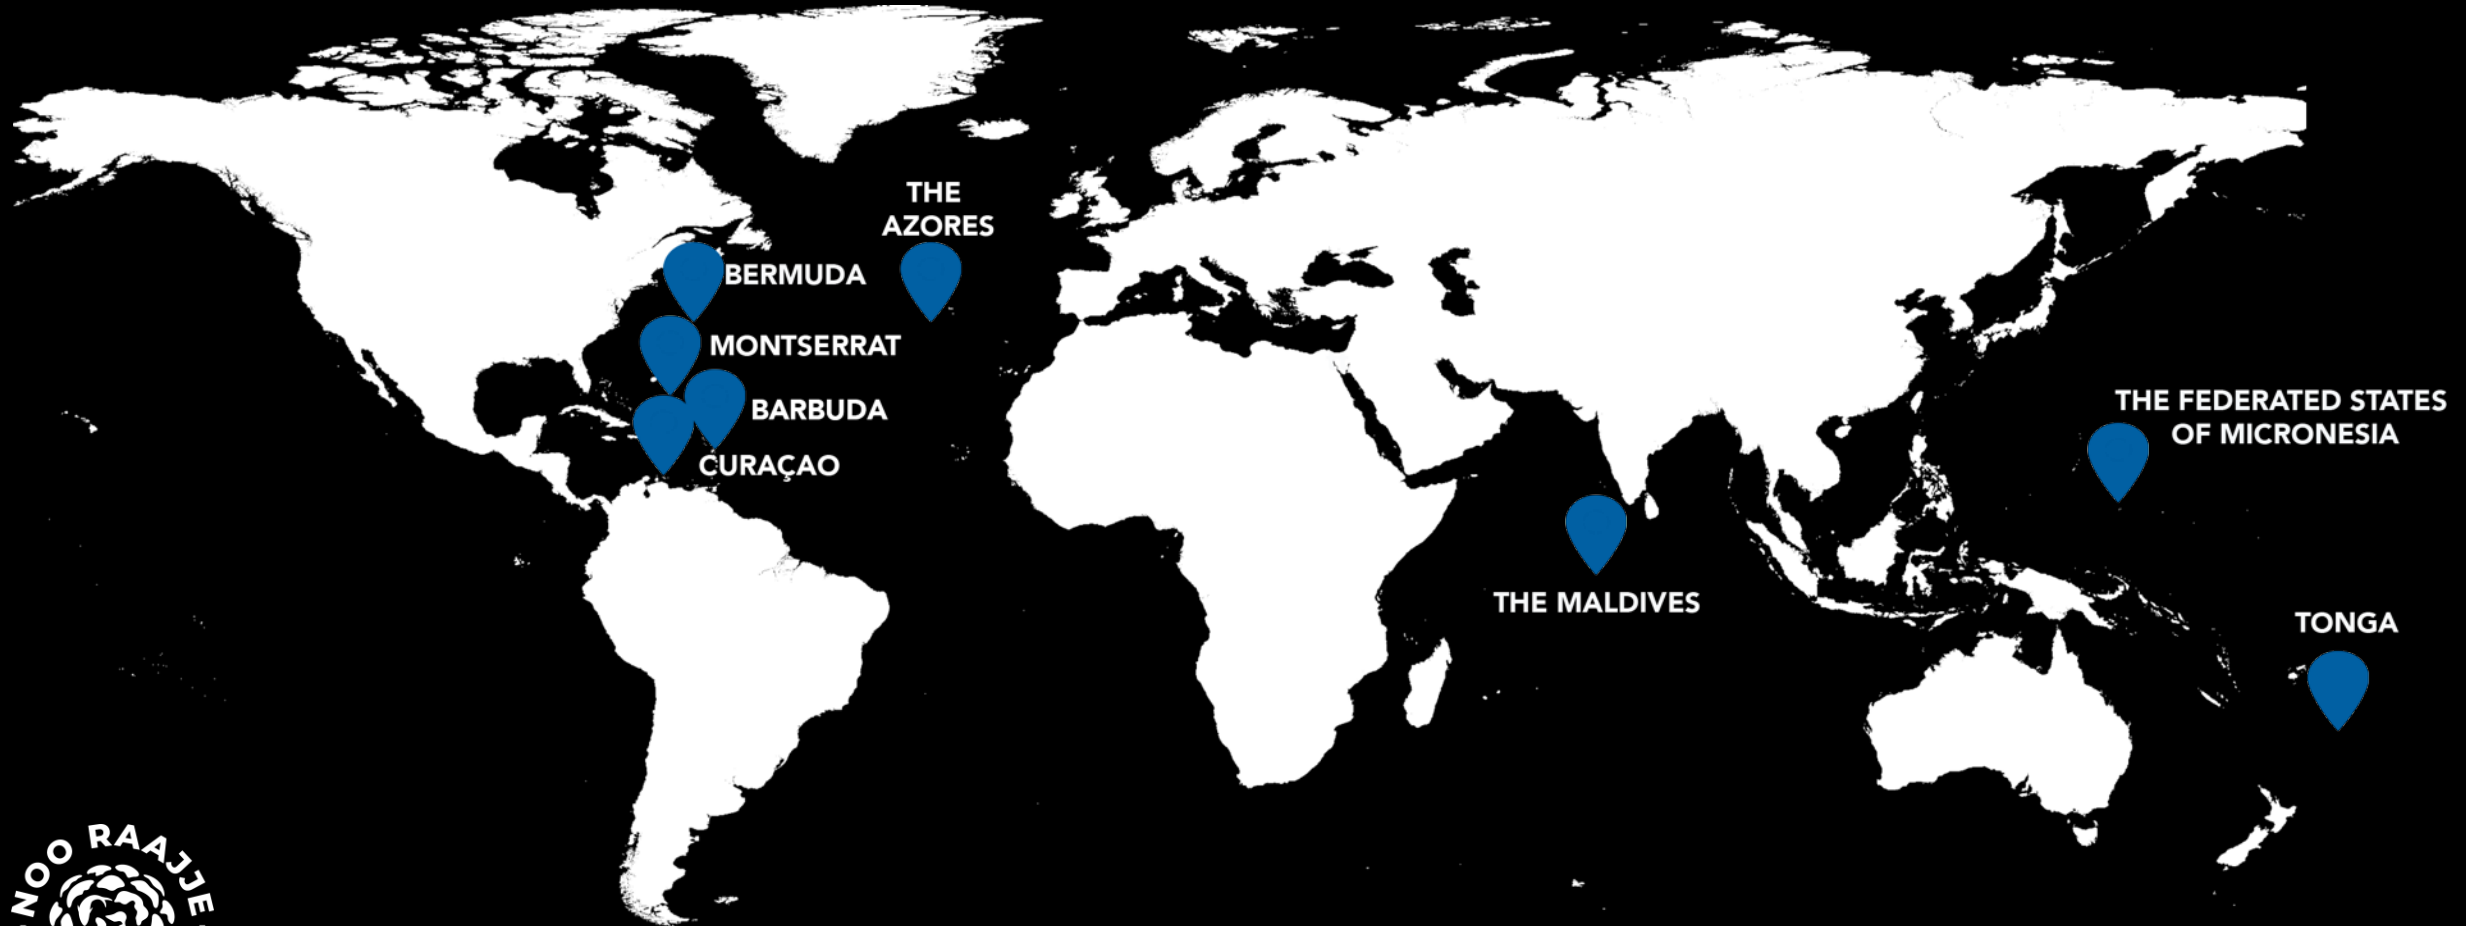 THE
AZORES
BERMUDA
MONTSERRAT
BARBUDA
CURAÇAO
THE FEDERATED STATES
OF MICRONESIA
THE MALDIVES
TONGA
NOO RAAJJE